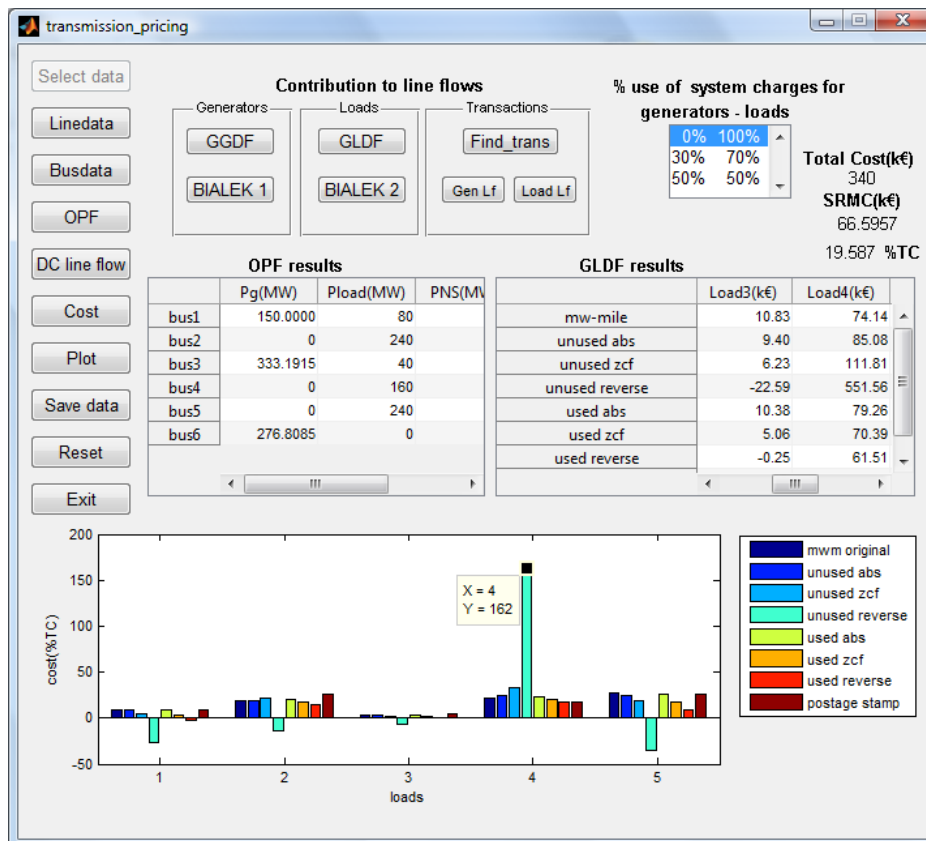 transmission_pricing
Select data
Linedata
Busdata
OPF
DC line flow
Cost
Plot
Save data
Reset
Exit
Contribution to line flows
Generators
GGDF
BIALEK 1
Loads
GLDF
BIALEK 2
Transactions
Find_trans
Gen Lf
Load Lf
% use of system charges for
generators - loads
0% 100%
30% 70%
50% 50%
Total Cost(k€)
340
SRMC(k€)
66.5957
19.587 %TC
OPF results
Pg(MW) Pload(MW) PNS(MW
bus1 150.0000 80
bus2 0 240
bus3 333.1915 40
bus4 0 160
bus5 0 240
bus6 276.8085 0
GLDF results
Load3(k€) Load4(k€)
mw-mile 10.83 74.14
unused abs 9.40 85.08
unused zcf 6.23 111.81
unused reverse -22.59 551.56
used abs 10.38 79.26
used zcf 5.06 70.39
used reverse -0.25 61.51
cost(%TC)
200
150
100
50
0
-50
X = 4
Y = 162
1 2 3 4 5
loads
mwm original
unused abs
unused zcf
unused reverse
used abs
used zcf
used reverse
postage stamp